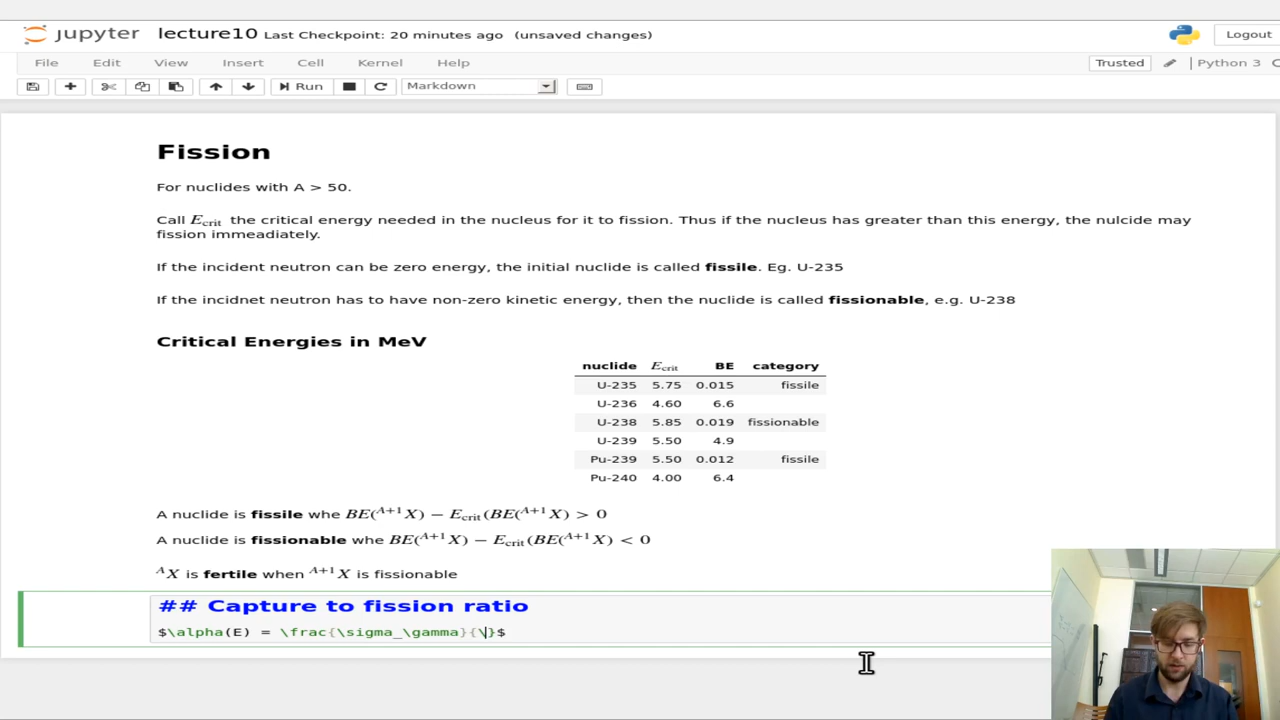 jupyter lecture10 Last Checkpoint: 20 minutes ago (unsaved changes) Logout
File Edit View Insert Cell Kernel Help Trusted Python 3
Run Markdown
Fission
For nuclides with A > 50.
Call E_crit the critical energy needed in the nucleus for it to fission. Thus if the nucleus has greater than this energy, the nulcide may
fission immeadiately.
If the incident neutron can be zero energy, the initial nuclide is called fissile. Eg. U-235
If the incidnet neutron has to have non-zero kinetic energy, then the nuclide is called fissionable, e.g. U-238
Critical Energies in MeV
nuclide E_crit BE category
U-235 5.75 0.015 fissile
U-236 4.60 6.6
U-238 5.85 0.019 fissionable
U-239 5.50 4.9
Pu-239 5.50 0.012 fissile
Pu-240 4.00 6.4
A nuclide is fissile whe BE(^{A+1}X) − E_crit(BE(^{A+1}X) > 0
A nuclide is fissionable whe BE(^{A+1}X) − E_crit(BE(^{A+1}X) < 0
^{A}X is fertile when ^{A+1}X is fissionable
## Capture to fission ratio
$\alpha(E) = \frac{\sigma_\gamma}{\}$